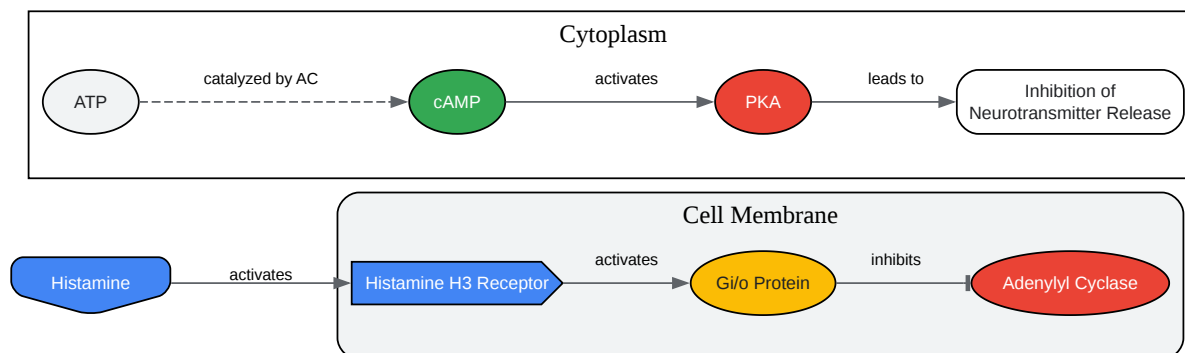 Cytoplasm
ATP
catalyzed by AC
cAMP
activates
PKA
leads to
Inhibition of
Neurotransmitter Release
Cell Membrane
Histamine
activates
Histamine H3 Receptor
activates
Gi/o Protein
inhibits
Adenylyl Cyclase